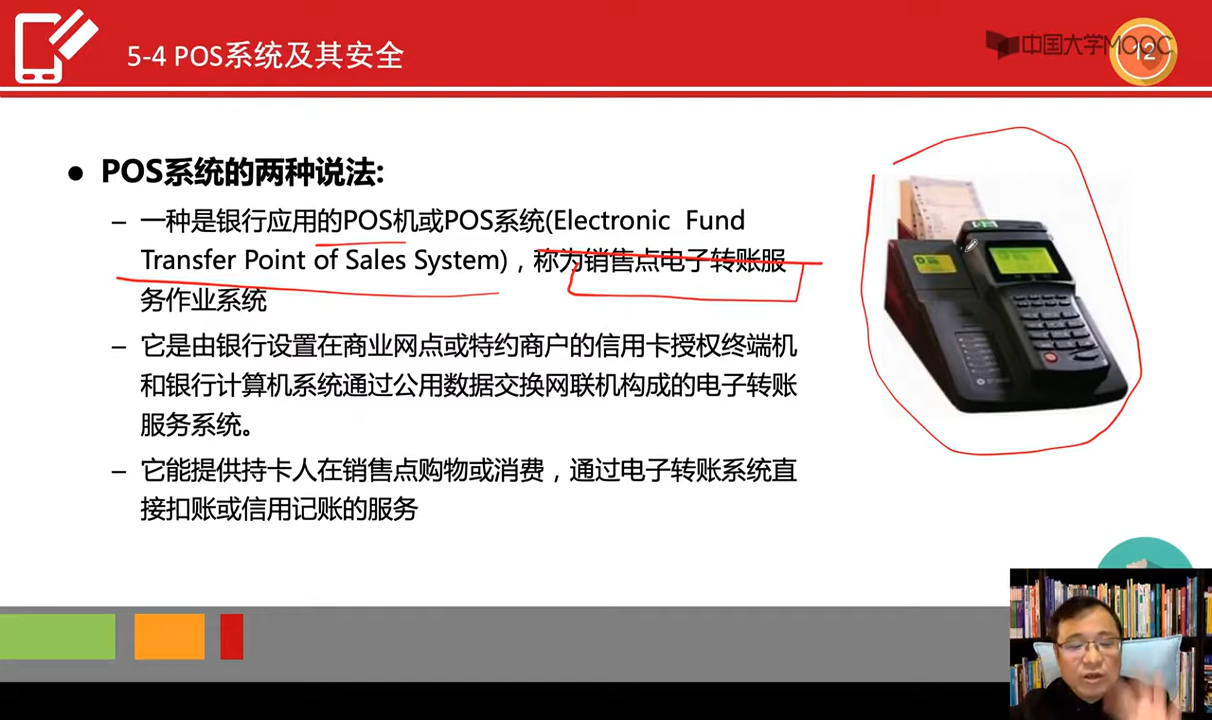 5-4 POS系统及其安全
中国大学MOOC
12
● POS系统的两种说法:
– 一种是银行应用的POS机或POS系统(Electronic Fund
Transfer Point of Sales System)，称为销售点电子转账服
务作业系统
– 它是由银行设置在商业网点或特约商户的信用卡授权终端机
和银行计算机系统通过公用数据交换网联机构成的电子转账
服务系统。
– 它能提供持卡人在销售点购物或消费，通过电子转账系统直
接扣账或信用记账的服务